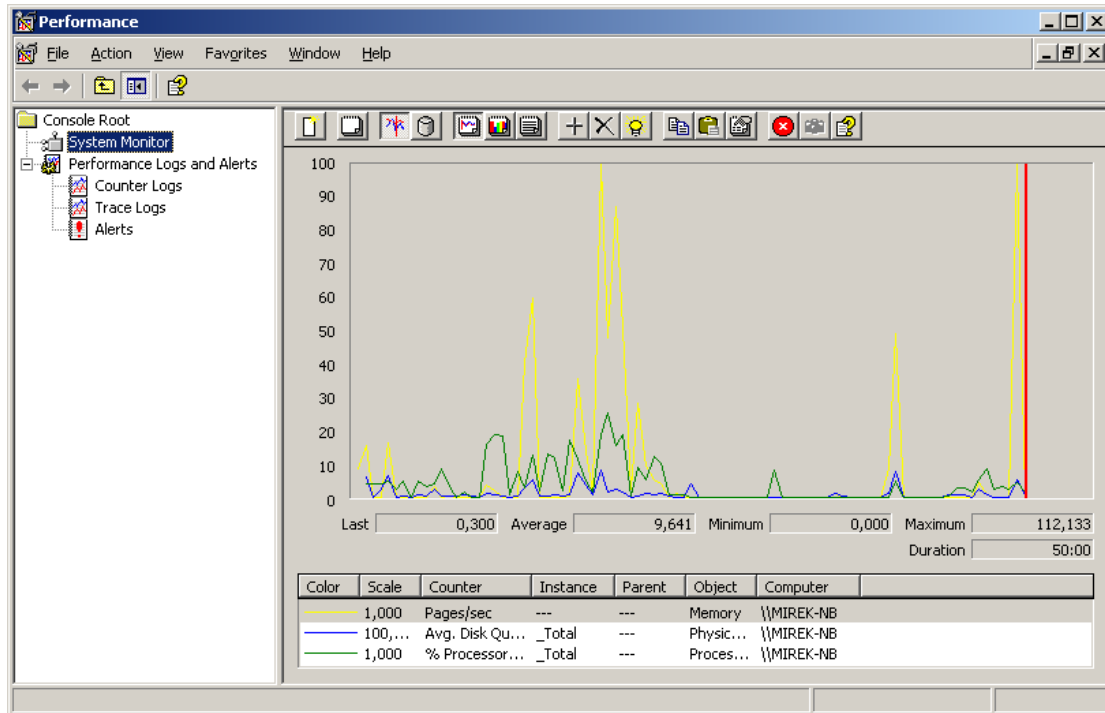 Performance
File Action View Favorites Window Help
Console Root
System Monitor
Performance Logs and Alerts
Counter Logs
Trace Logs
Alerts
100
90
80
70
60
50
40
30
20
10
0
Last 0,300 Average 9,641 Minimum 0,000 Maximum 112,133
Duration 50:00
Color Scale Counter Instance Parent Object Computer
1,000 Pages/sec --- --- Memory \\MIREK-NB
100,... Avg. Disk Qu... _Total --- Physic... \\MIREK-NB
1,000 % Processor... _Total --- Proces... \\MIREK-NB